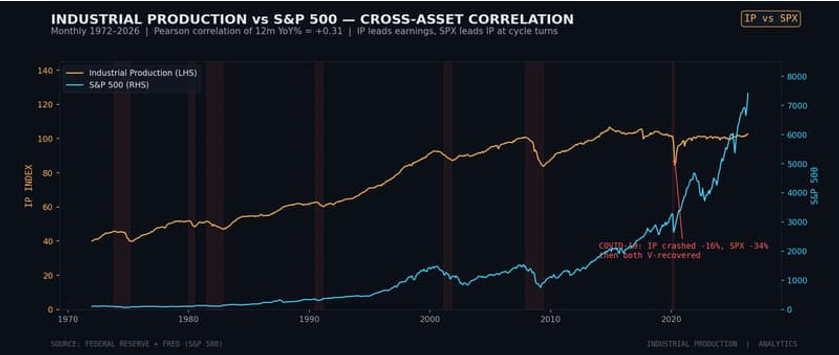 INDUSTRIAL PRODUCTION vs S&P 500 — CROSS-ASSET CORRELATION
IP vs SPX
Monthly 1972–2026 | Pearson correlation of 12m YoY% = +0.31 | IP leads earnings, SPX leads IP at cycle turns
Industrial Production (LHS)
S&P 500 (RHS)
140
120
100
80
60
40
20
0
IP INDEX
8000
7000
6000
5000
4000
3000
2000
1000
0
S&P 500
COVID-19: IP crashed -16%, SPX -34%
then both V-recovered
1970
1980
1990
2000
2010
2020
SOURCE: FEDERAL RESERVE + FRED (S&P 500)
INDUSTRIAL PRODUCTION | ANALYTICS